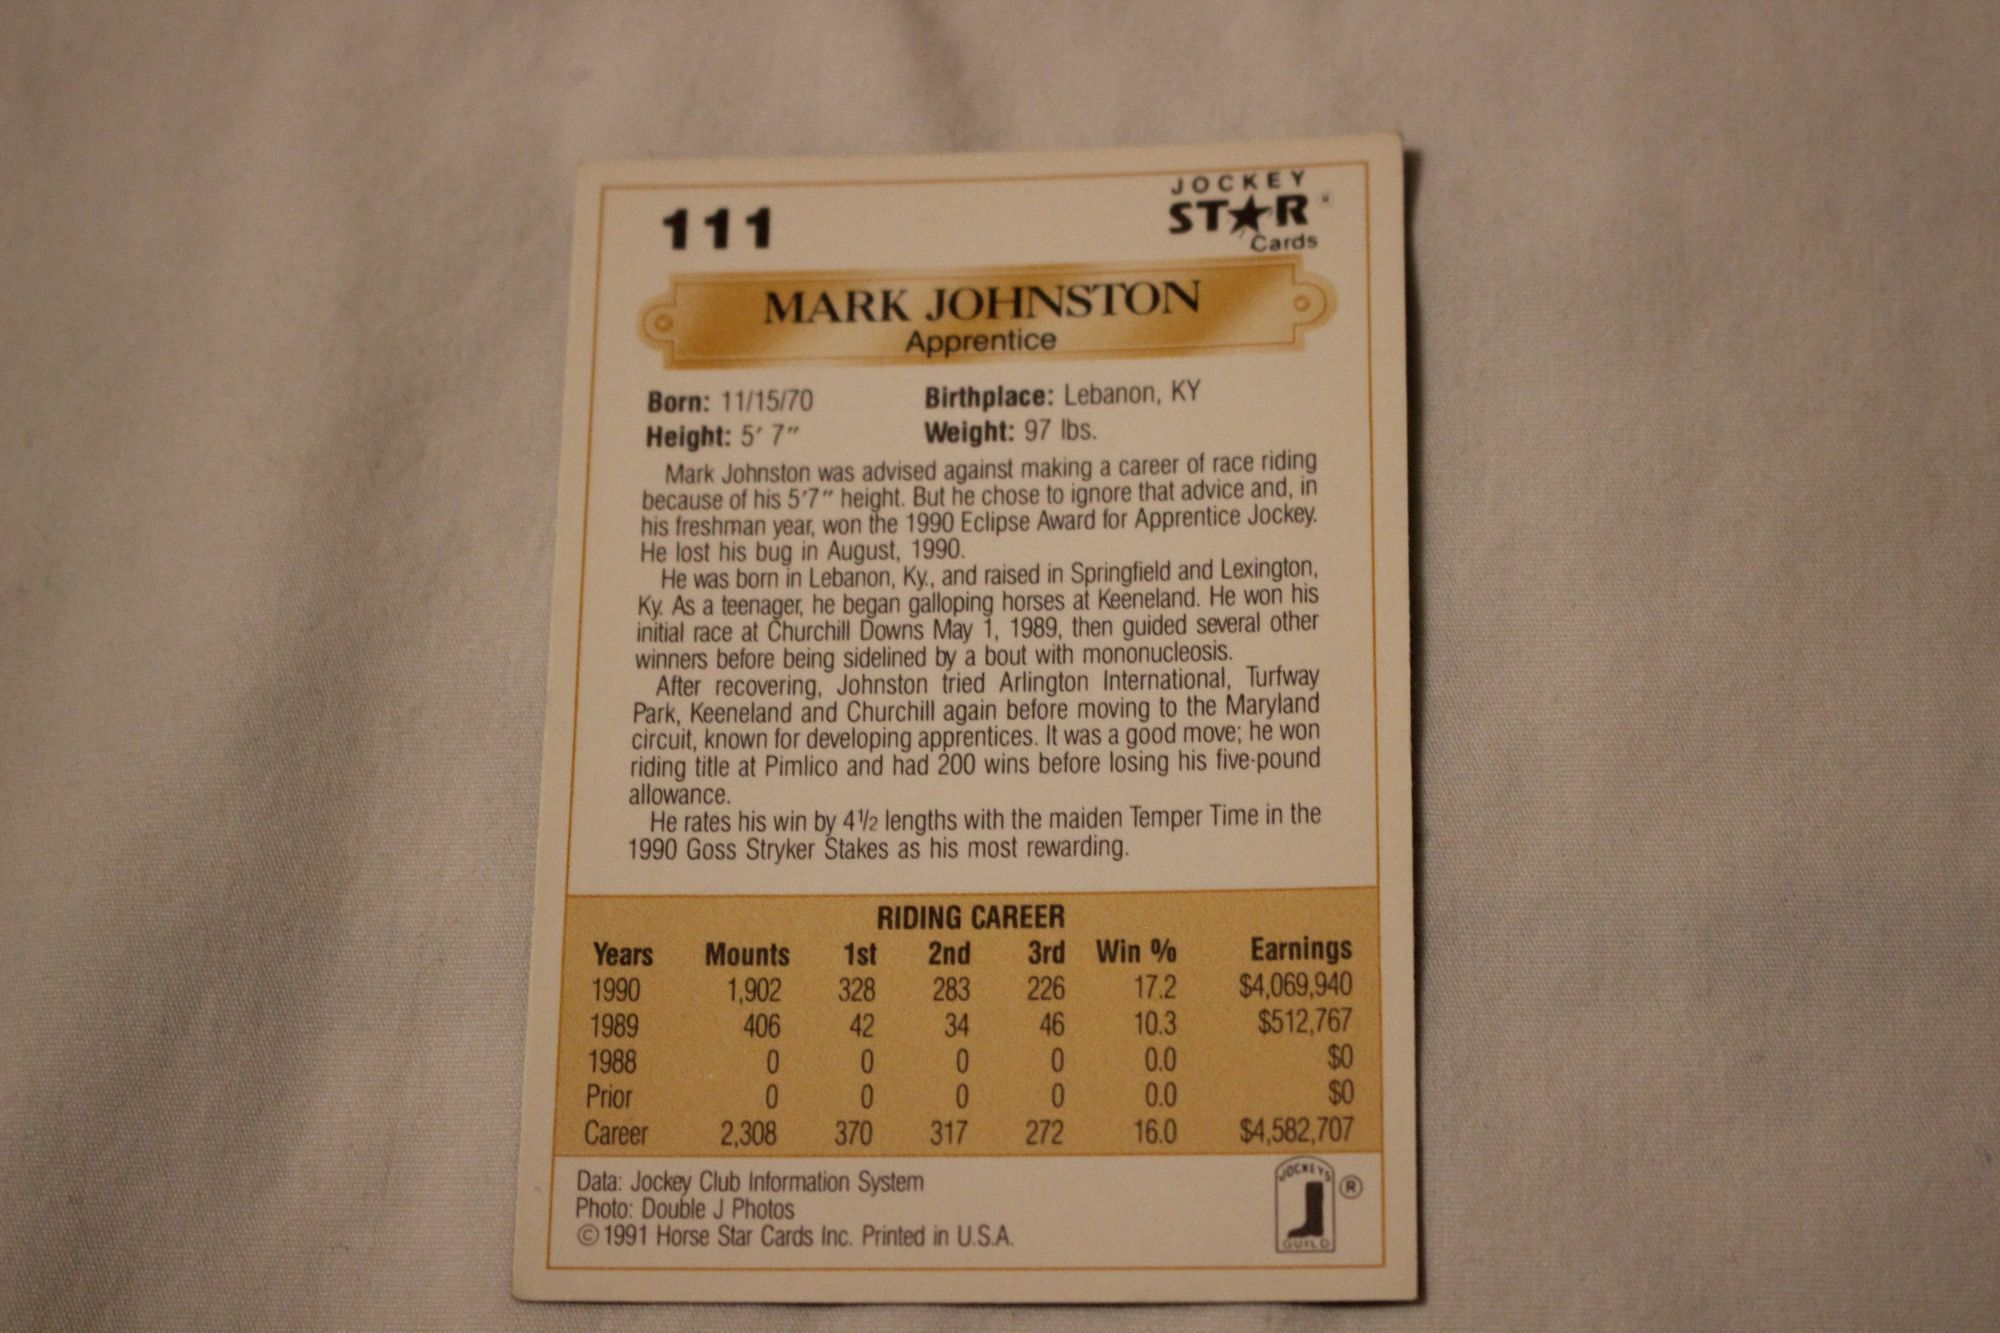 111
JOCKEY
STAR
Cards
MARK JOHNSTON
Apprentice
Born: 11/15/70 Birthplace: Lebanon, KY
Height: 5' 7" Weight: 97 lbs.
Mark Johnston was advised against making a career of race riding
because of his 5'7" height. But he chose to ignore that advice and, in
his freshman year, won the 1990 Eclipse Award for Apprentice Jockey.
He lost his bug in August, 1990.
He was born in Lebanon, Ky., and raised in Springfield and Lexington,
Ky. As a teenager, he began galloping horses at Keeneland. He won his
initial race at Churchill Downs May 1, 1989, then guided several other
winners before being sidelined by a bout with mononucleosis.
After recovering, Johnston tried Arlington International, Turfway
Park, Keeneland and Churchill again before moving to the Maryland
circuit, known for developing apprentices. It was a good move; he won
riding title at Pimlico and had 200 wins before losing his five-pound
allowance.
He rates his win by 4½ lengths with the maiden Temper Time in the
1990 Goss Stryker Stakes as his most rewarding.
RIDING CAREER
Years Mounts 1st 2nd 3rd Win % Earnings
1990 1,902 328 283 226 17.2 $4,069,940
1989 406 42 34 46 10.3 $512,767
1988 0 0 0 0 0.0 $0
Prior 0 0 0 0 0.0 $0
Career 2,308 370 317 272 16.0 $4,582,707
Data: Jockey Club Information System
Photo: Double J Photos
©1991 Horse Star Cards Inc. Printed in U.S.A.
JOCKEYS
GUILD
®